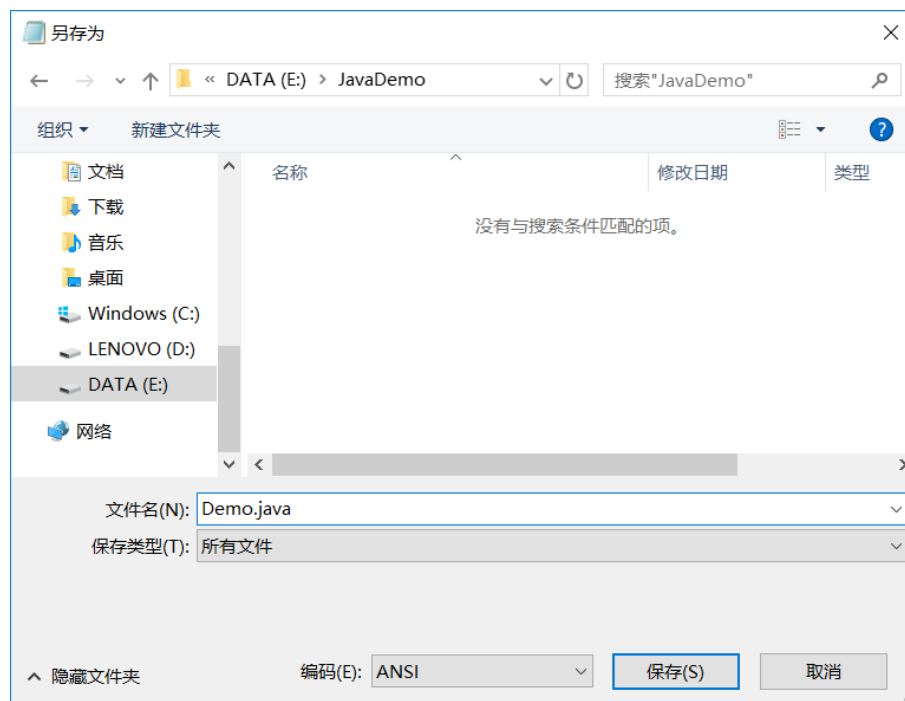 另存为
« DATA (E:) › JavaDemo
搜索"JavaDemo"
组织
新建文件夹
文档
下载
音乐
桌面
Windows (C:)
LENOVO (D:)
DATA (E:)
网络
名称
修改日期
类型
没有与搜索条件匹配的项。
文件名(N): Demo.java
保存类型(T): 所有文件
隐藏文件夹
编码(E): ANSI
保存(S)
取消